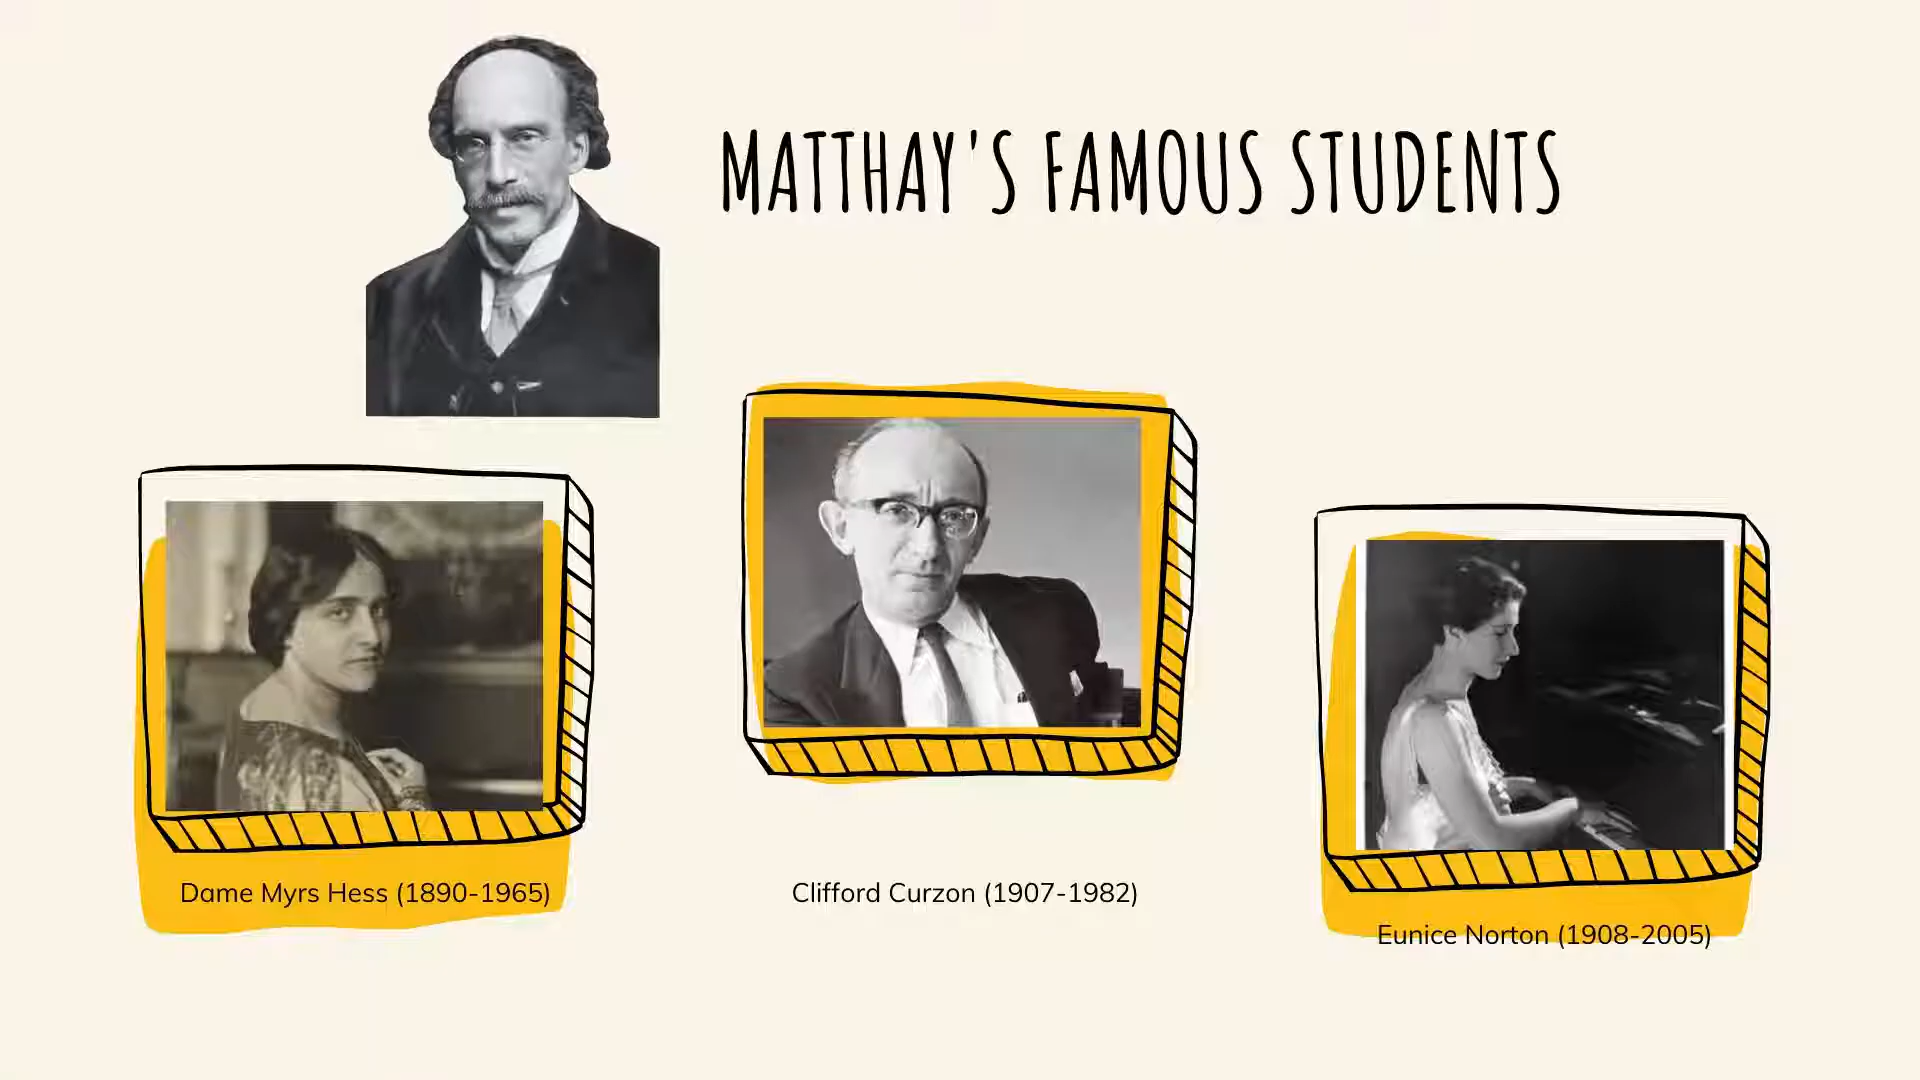 MATTHAY'S FAMOUS STUDENTS
Dame Myrs Hess (1890-1965)
Clifford Curzon (1907-1982)
Eunice Norton (1908-2005)